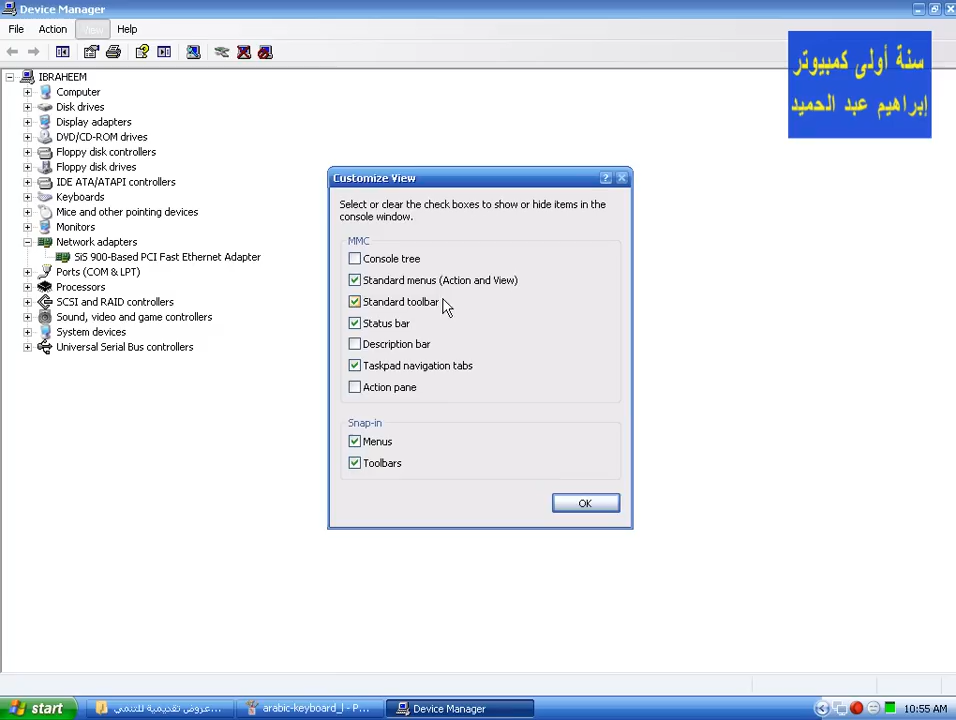 Device Manager
File Action View Help
سنة أولى كمبيوتر
إبراهيم عبد الحميد
IBRAHEEM
Computer
Disk drives
Display adapters
DVD/CD-ROM drives
Floppy disk controllers
Floppy disk drives
IDE ATA/ATAPI controllers
Keyboards
Mice and other pointing devices
Monitors
Network adapters
SiS 900-Based PCI Fast Ethernet Adapter
Ports (COM & LPT)
Processors
SCSI and RAID controllers
Sound, video and game controllers
System devices
Universal Serial Bus controllers
Customize View
Select or clear the check boxes to show or hide items in the
console window.
MMC
Console tree
Standard menus (Action and View)
Standard toolbar
Status bar
Description bar
Taskpad navigation tabs
Action pane
Snap-in
Menus
Toolbars
OK
start
عروض تقديمية للتنمي...
arabic-keyboard_l - P...
Device Manager
10:55 AM